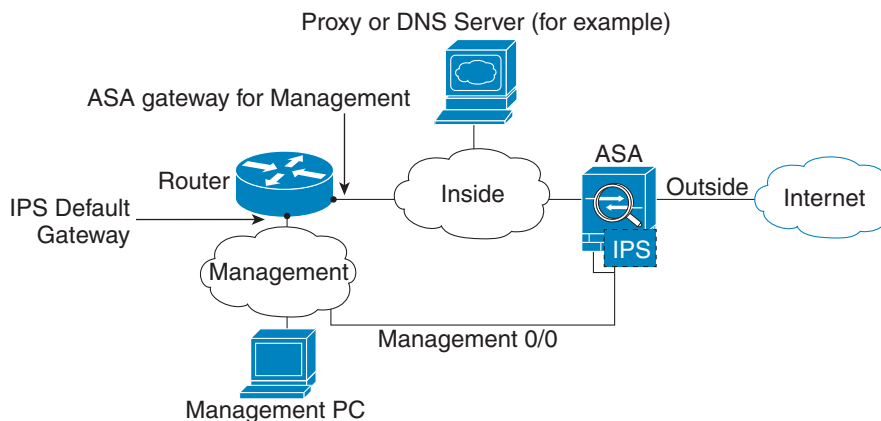 Proxy or DNS Server (for example)
ASA gateway for Management
ASA
Router
Outside
Inside
Internet
IPS Default
Gateway
IPS
Management
Management 0/0
Management PC